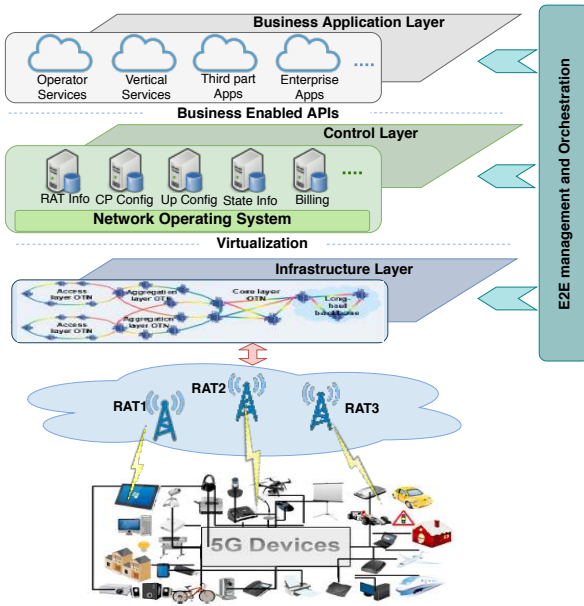 Business Application Layer
Operator
Services
Vertical
Services
Third part
Apps
Enterprise
Apps
Business Enabled APIs
Control Layer
RAT Info
CP Config
Up Config
State Info
Billing
Network Operating System
Virtualization
Infrastructure Layer
Access
layer OTN
Aggregation
layer OTN
Core layer
OTN
Long-
haul
backbone
Access
layer OTN
Aggregation
layer OTN
RAT1
RAT2
RAT3
5G Devices
E2E management and Orchestration